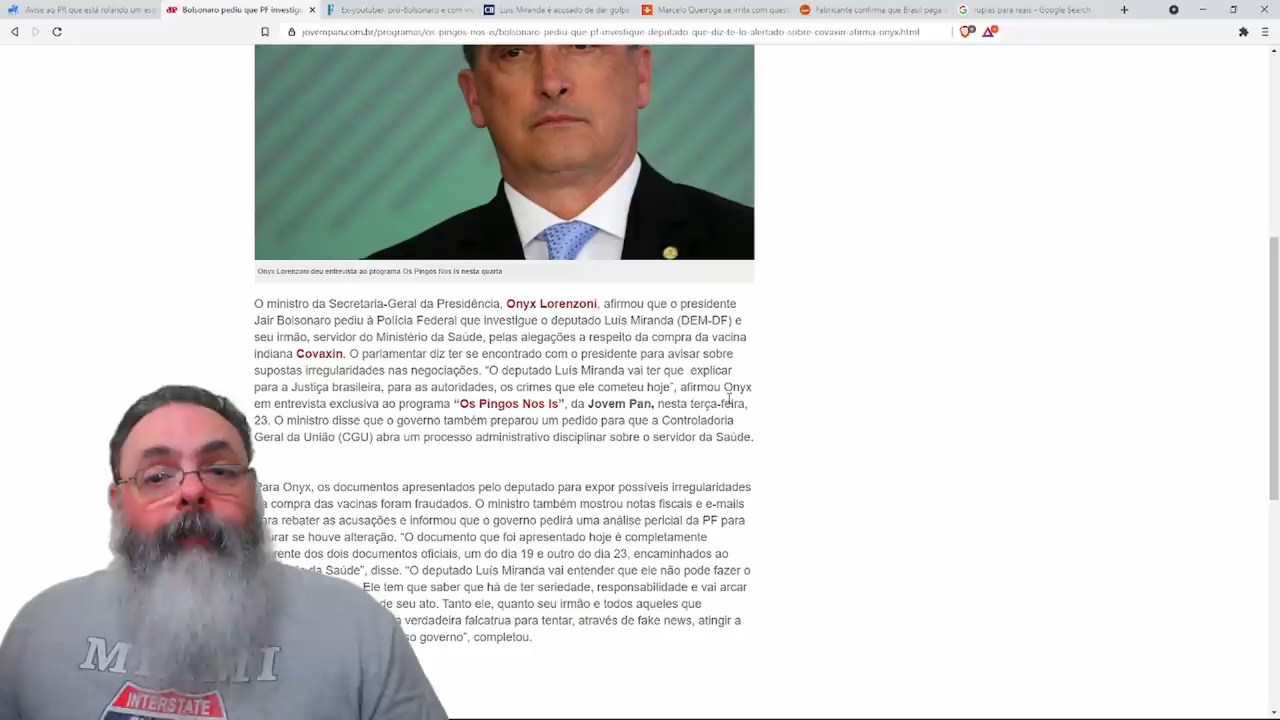 Avise ao PR que está rolando um esq
Bolsonaro pediu que PF investig
Ex-youtuber, pró-Bolsonaro e com vi
Luis Miranda é acusado de dar golp
Marcelo Queiroga se irrita com quest
Fabricante confirma que Brasil paga
rupias para reais - Google Search
jovempan.com.br/programas/os-pingos-nos-is/bolsonaro-pediu-que-pf-investigue-deputado-que-diz-te-lo-alertado-sobre-covaxin-afirma-onyx.html
Onyx Lorenzoni deu entrevista ao programa Os Pingos Nos Is nesta quarta
O ministro da Secretaria-Geral da Presidência, Onyx Lorenzoni, afirmou que o presidente
Jair Bolsonaro pediu à Polícia Federal que investigue o deputado Luís Miranda (DEM-DF) e
seu irmão, servidor do Ministério da Saúde, pelas alegações a respeito da compra da vacina
indiana Covaxin. O parlamentar diz ter se encontrado com o presidente para avisar sobre
supostas irregularidades nas negociações. “O deputado Luís Miranda vai ter que explicar
para a Justiça brasileira, para as autoridades, os crimes que ele cometeu hoje”, afirmou Onyx
em entrevista exclusiva ao programa “Os Pingos Nos Is”, da Jovem Pan, nesta terça-feira,
23. O ministro disse que o governo também preparou um pedido para que a Controladoria
Geral da União (CGU) abra um processo administrativo disciplinar sobre o servidor da Saúde.
Para Onyx, os documentos apresentados pelo deputado para expor possíveis irregularidades
a compra das vacinas foram fraudados. O ministro também mostrou notas fiscais e e-mails
ara rebater as acusações e informou que o governo pedirá uma análise pericial da PF para
urar se houve alteração. “O documento que foi apresentado hoje é completamente
rente dos dois documentos oficiais, um do dia 19 e outro do dia 23, encaminhados ao
da Saúde”, disse. “O deputado Luís Miranda vai entender que ele não pode fazer o
Ele tem que saber que há de ter seriedade, responsabilidade e vai arcar
de seu ato. Tanto ele, quanto seu irmão e todos aqueles que
a verdadeira falcatrua para tentar, através de fake news, atingir a
so governo”, completou.
INTERSTATE